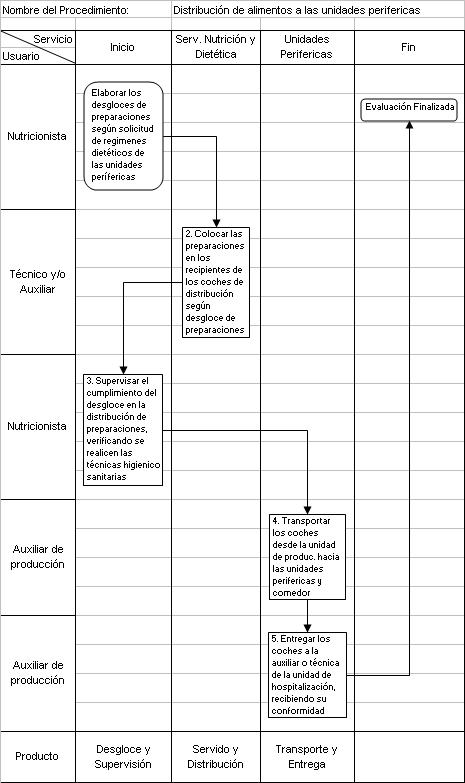 Nombre del Procedimiento:
Distribución de alimentos a las unidades perifericas
Servicio
Usuario
Inicio
Serv. Nutrición y
Dietética
Unidades
Perifericas
Fin
Nutricionista
Elaborar los
desgloces de
preparaciones
según solicitud
de regimenes
dietéticos de
las unidades
períféricas
Evaluación Finalizada
Técnico y/o
Auxiliar
2. Colocar las
preparaciones
en los
recipientes de
los coches de
distribución
según
desgloce de
preparaciones
Nutricionista
3. Supervisar el
cumplimiento del
desgloce en la
distribución de
preparaciones,
verificando se
realicen las
técnicas higienico
sanitarias
Auxiliar de
producción
4. Transportar
los coches
desde la unidad
de produc. hacia
las unidades
perifericas y
comedor
Auxiliar de
producción
5. Entregar los
coches a la
auxiliar o técnica
de la unidad de
hospitalización,
recibiendo su
conformidad
Producto
Desgloce y
Supervisión
Servido y
Distribución
Transporte y
Entrega